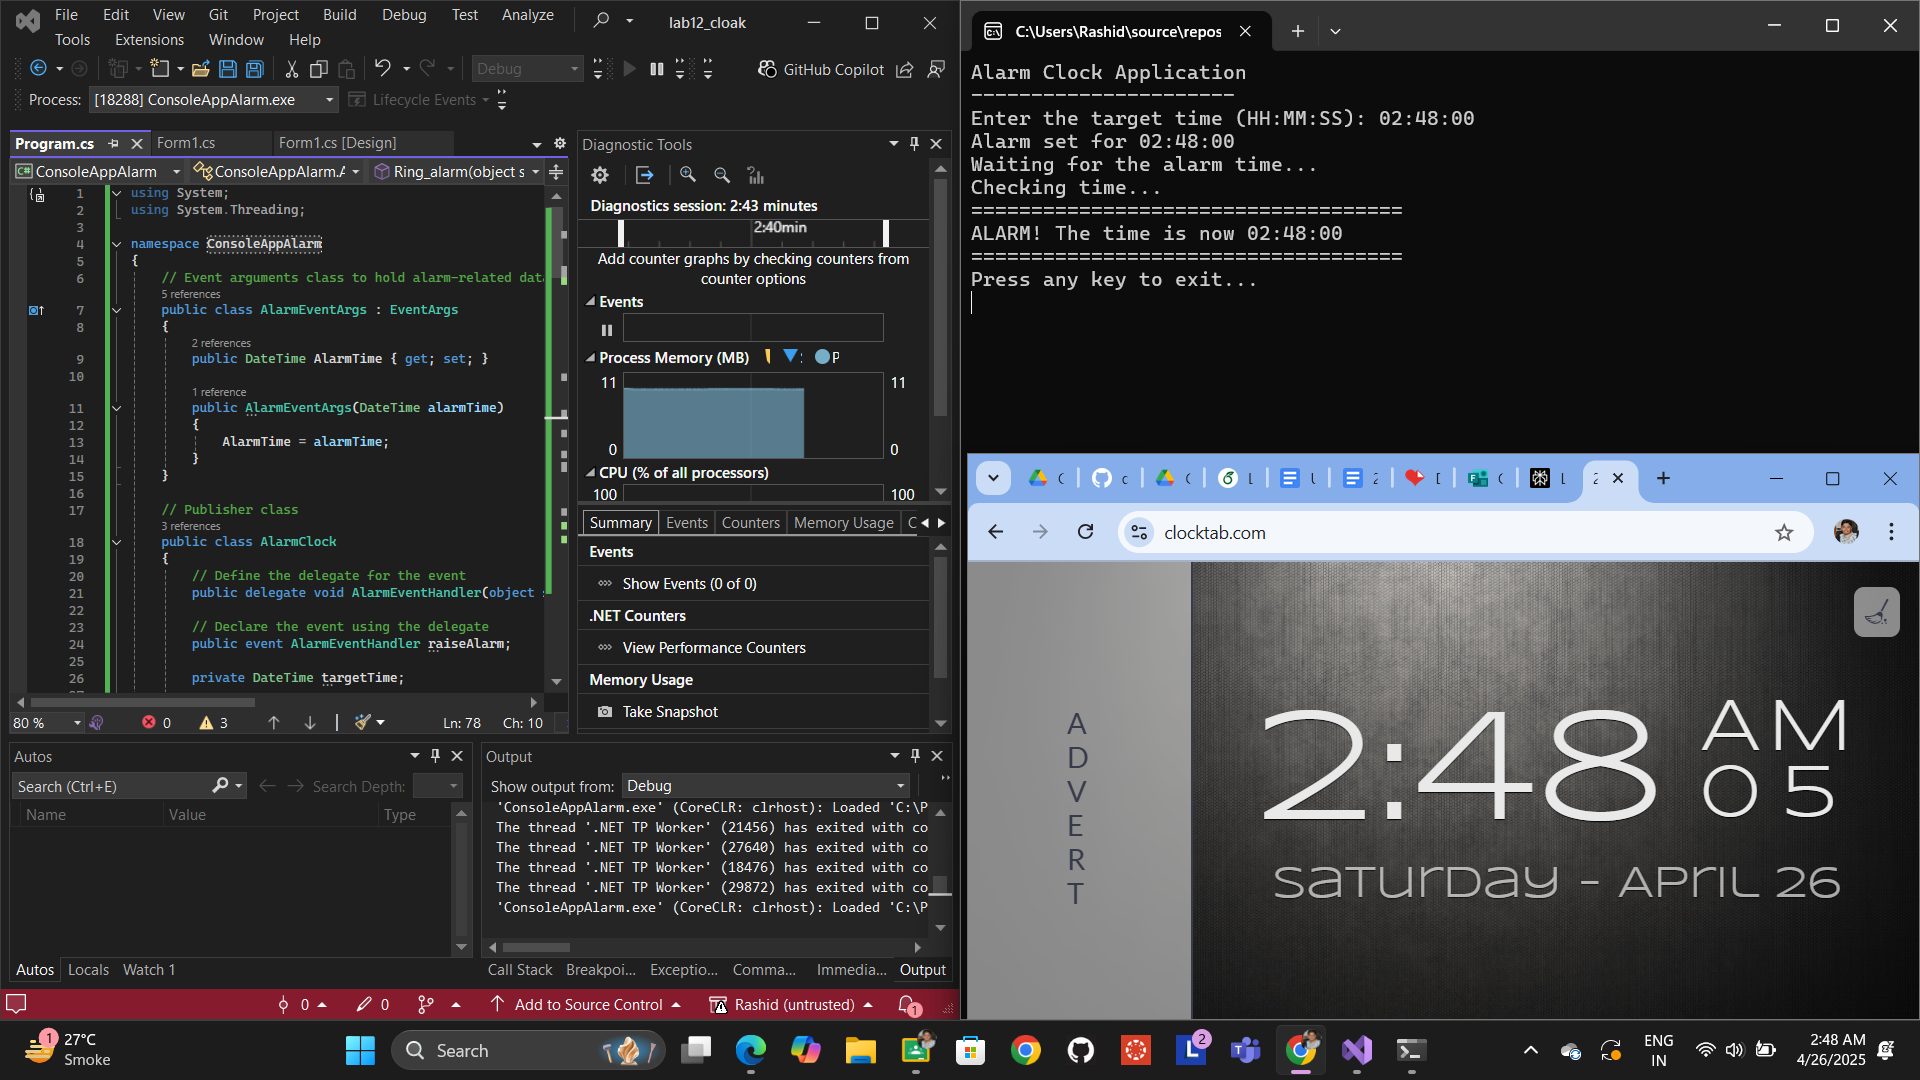 File Edit View Git Project Build Debug Test Analyze
Tools Extensions Window Help
lab12_cloak
Debug
GitHub Copilot
Process: [18288] ConsoleAppAlarm.exe Lifecycle Events
Program.cs Form1.cs Form1.cs [Design]
ConsoleAppAlarm ConsoleAppAlarm.A Ring_alarm(object s
1 using System;
2 using System.Threading;
3
4 namespace ConsoleAppAlarm
5 {
6 // Event arguments class to hold alarm-related data
5 references
7 public class AlarmEventArgs : EventArgs
8 {
2 references
9 public DateTime AlarmTime { get; set; }
10
1 reference
11 public AlarmEventArgs(DateTime alarmTime)
12 {
13 AlarmTime = alarmTime;
14 }
15 }
16
17 // Publisher class
3 references
18 public class AlarmClock
19 {
20 // Define the delegate for the event
21 public delegate void AlarmEventHandler(object
22
23 // Declare the event using the delegate
24 public event AlarmEventHandler raiseAlarm;
25
26 private DateTime targetTime;
80 % 0 3 Ln: 78 Ch: 10
Diagnostic Tools
Diagnostics session: 2:43 minutes
2:40min
Add counter graphs by checking counters from
counter options
Events
Process Memory (MB) P
11 11
0 0
CPU (% of all processors)
100 100
Summary Events Counters Memory Usage C
Events
Show Events (0 of 0)
.NET Counters
View Performance Counters
Memory Usage
Take Snapshot
Autos
Search (Ctrl+E) Search Depth:
Name Value Type
Autos Locals Watch 1
Output
Show output from: Debug
'ConsoleAppAlarm.exe' (CoreCLR: clrhost): Loaded 'C:\P
The thread '.NET TP Worker' (21456) has exited with co
The thread '.NET TP Worker' (27640) has exited with co
The thread '.NET TP Worker' (18476) has exited with co
The thread '.NET TP Worker' (29872) has exited with co
'ConsoleAppAlarm.exe' (CoreCLR: clrhost): Loaded 'C:\P
Call Stack Breakpoi... Exceptio... Comma... Immedia... Output
0 0 Add to Source Control Rashid (untrusted) 1
C:\Users\Rashid\source\repos
Alarm Clock Application
----------------------
Enter the target time (HH:MM:SS): 02:48:00
Alarm set for 02:48:00
Waiting for the alarm time...
Checking time...
====================================
ALARM! The time is now 02:48:00
====================================
Press any key to exit...
clocktab.com
ADVERT
2:48 AM
05
Saturday - April 26
1 27°C
Smoke
Search
2
ENG
IN
2:48 AM
4/26/2025